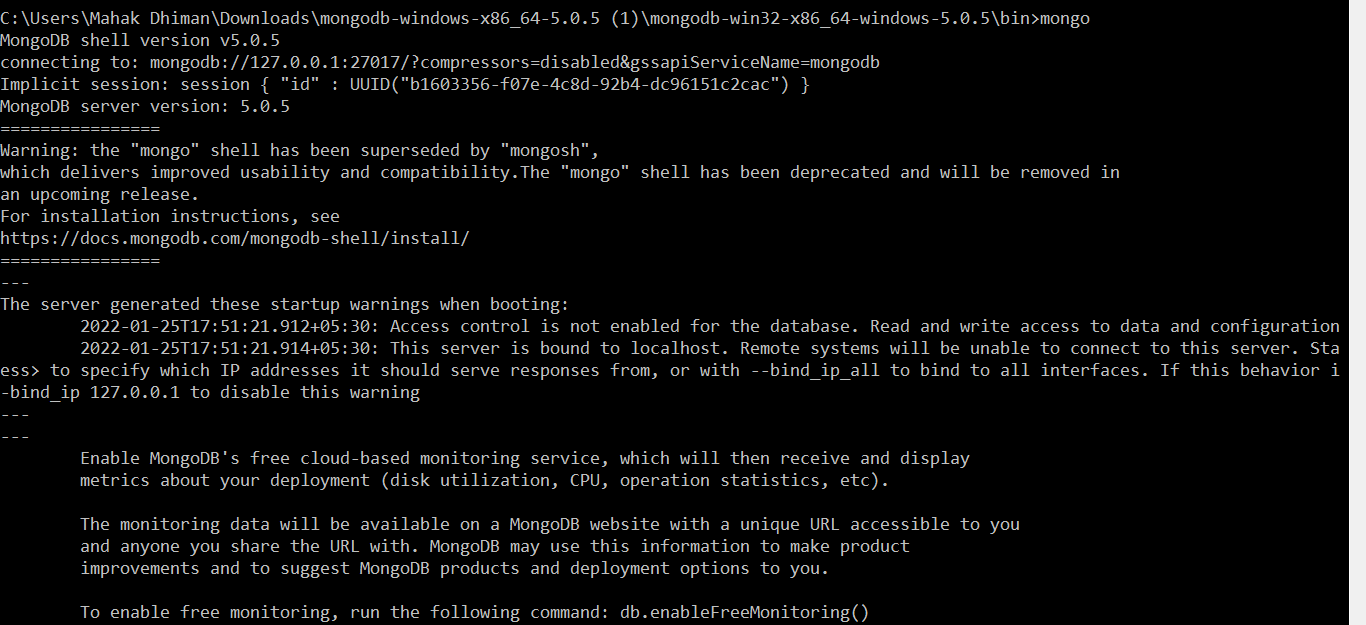 C:\Users\Mahak Dhiman\Downloads\mongodb-windows-x86_64-5.0.5 (1)\mongodb-win32-x86_64-windows-5.0.5\bin>mongo
MongoDB shell version v5.0.5
connecting to: mongodb://127.0.0.1:27017/?compressors=disabled&gssapiServiceName=mongodb
Implicit session: session { "id" : UUID("b1603356-f07e-4c8d-92b4-dc96151c2cac") }
MongoDB server version: 5.0.5
================
Warning: the "mongo" shell has been superseded by "mongosh",
which delivers improved usability and compatibility.The "mongo" shell has been deprecated and will be removed in
an upcoming release.
For installation instructions, see
https://docs.mongodb.com/mongodb-shell/install/
================
---
The server generated these startup warnings when booting:
        2022-01-25T17:51:21.912+05:30: Access control is not enabled for the database. Read and write access to data and configuration
        2022-01-25T17:51:21.914+05:30: This server is bound to localhost. Remote systems will be unable to connect to this server. Sta
ess> to specify which IP addresses it should serve responses from, or with --bind_ip_all to bind to all interfaces. If this behavior i
-bind_ip 127.0.0.1 to disable this warning
---
---
        Enable MongoDB's free cloud-based monitoring service, which will then receive and display
        metrics about your deployment (disk utilization, CPU, operation statistics, etc).

        The monitoring data will be available on a MongoDB website with a unique URL accessible to you
        and anyone you share the URL with. MongoDB may use this information to make product
        improvements and to suggest MongoDB products and deployment options to you.

        To enable free monitoring, run the following command: db.enableFreeMonitoring()